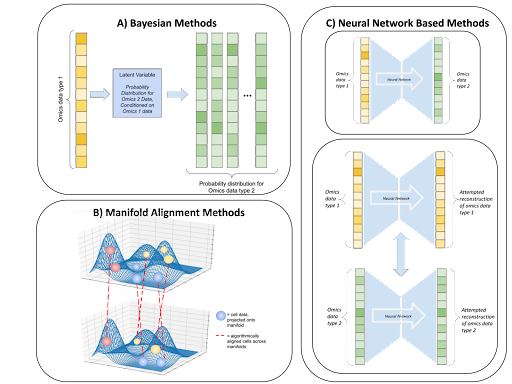 A) Bayesian Methods
Omics data type 1
Latent Variable
Probability
Distribution for
Omics 2 Data,
Conditioned on
Omics 1 data
...
Probability distribution for
Omics data type 2
B) Manifold Alignment Methods
= cell data,
projected onto
manifold
= algorithmically
aligned cells across
manifolds
C) Neural Network Based Methods
Omics
data
type 1
Neural Network
Omics
data
type 2
Omics
data
type 1
Neural Network
Attempted
reconstruction
of omics data
type 1
Omics
data
type 2
Neural Network
Attempted
reconstruction
of omics data
type 2